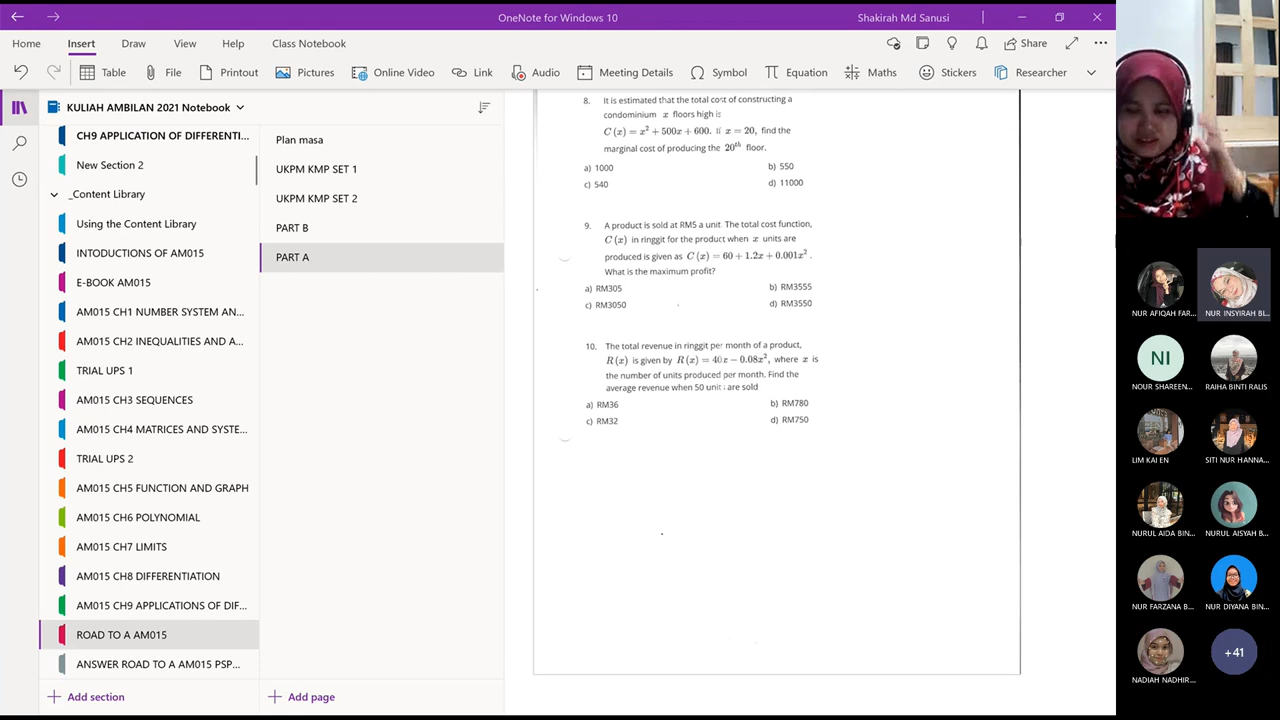 OneNote for Windows 10
Shakirah Md Sanusi
Home
Insert
Draw
View
Help
Class Notebook
Share
Table
File
Printout
Pictures
Online Video
Link
Audio
Meeting Details
Symbol
Equation
Maths
Stickers
Researcher
KULIAH AMBILAN 2021 Notebook
CH9 APPLICATION OF DIFFERENTI...
New Section 2
_Content Library
Using the Content Library
INTODUCTIONS OF AM015
E-BOOK AM015
AM015 CH1 NUMBER SYSTEM AN...
AM015 CH2 INEQUALITIES AND A...
TRIAL UPS 1
AM015 CH3 SEQUENCES
AM015 CH4 MATRICES AND SYSTE...
TRIAL UPS 2
AM015 CH5 FUNCTION AND GRAPH
AM015 CH6 POLYNOMIAL
AM015 CH7 LIMITS
AM015 CH8 DIFFERENTIATION
AM015 CH9 APPLICATIONS OF DIF...
ROAD TO A AM015
ANSWER ROAD TO A AM015 PSP...
Add section
Plan masa
UKPM KMP SET 1
UKPM KMP SET 2
PART B
PART A
Add page
8. It is estimated that the total cost of constructing a
condominium x floors high is
C(x) = x² + 500x + 600. If x = 20, find the
marginal cost of producing the 20th floor.
a) 1000 b) 550
c) 540 d) 11000
9. A product is sold at RM5 a unit. The total cost function,
C(x) in ringgit for the product when x units are
produced is given as C(x) = 60 + 1.2x + 0.001x².
What is the maximum profit?
a) RM305 b) RM3555
c) RM3050 d) RM3550
10. The total revenue in ringgit per month of a product,
R(x) is given by R(x) = 40x − 0.08x², where x is
the number of units produced per month. Find the
average revenue when 50 unit are sold
a) RM36 b) RM780
c) RM32 d) RM750
NUR AFIQAH FAR...
NUR INSYIRAH BI...
NI
NOUR SHAREEN...
RAIHA BINTI RALIS
LIM KAI EN
SITI NUR HANNA...
NURUL AIDA BIN...
NURUL AISYAH B...
NUR FARZANA B...
NUR DIYANA BIN...
NADIAH NADHIR...
+41